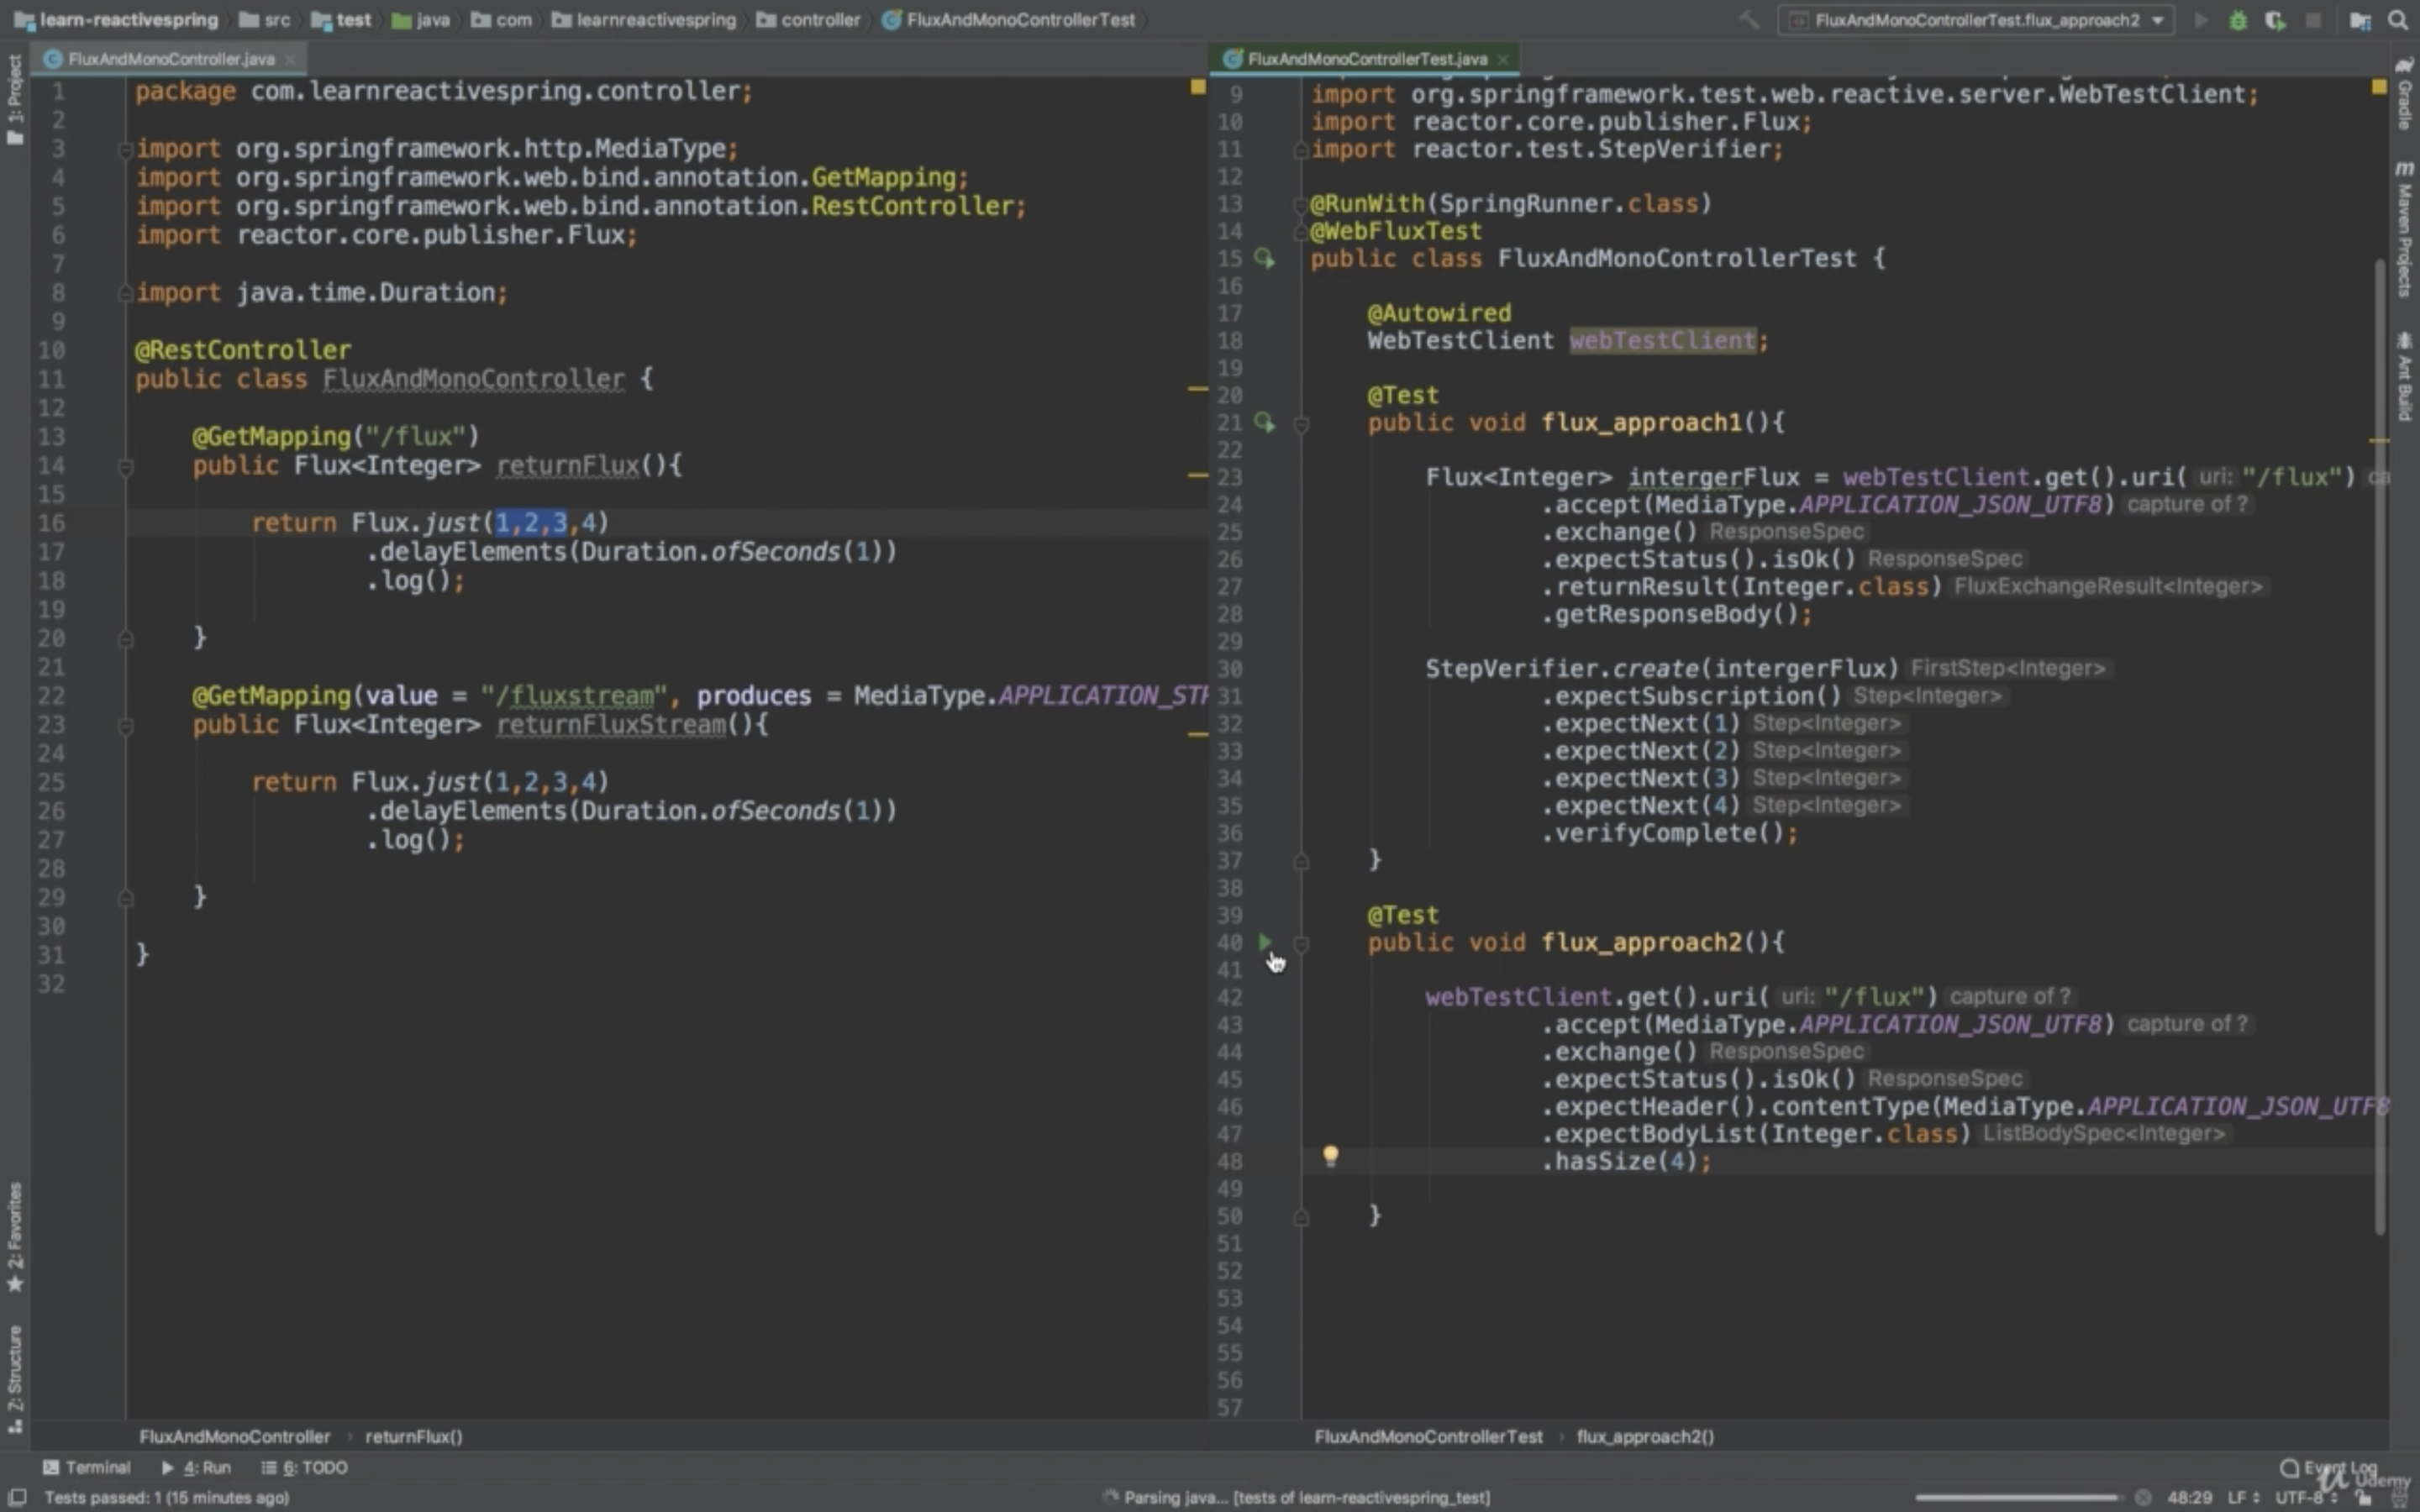 learn-reactivespring src test java com learnreactivespring controller FluxAndMonoControllerTest FluxAndMonoControllerTest.flux_approach2
1: Project
FluxAndMonoController.java
1 package com.learnreactivespring.controller;
2
3 import org.springframework.http.MediaType;
4 import org.springframework.web.bind.annotation.GetMapping;
5 import org.springframework.web.bind.annotation.RestController;
6 import reactor.core.publisher.Flux;
7
8 import java.time.Duration;
9
10 @RestController
11 public class FluxAndMonoController {
12
13 @GetMapping("/flux")
14 public Flux<Integer> returnFlux(){
15
16 return Flux.just(1,2,3,4)
17 .delayElements(Duration.ofSeconds(1))
18 .log();
19
20 }
21
22 @GetMapping(value = "/fluxstream", produces = MediaType.APPLICATION_STR
23 public Flux<Integer> returnFluxStream(){
24
25 return Flux.just(1,2,3,4)
26 .delayElements(Duration.ofSeconds(1))
27 .log();
28
29 }
30
31 }
32
FluxAndMonoController returnFlux()
FluxAndMonoControllerTest.java
9 import org.springframework.test.web.reactive.server.WebTestClient;
10 import reactor.core.publisher.Flux;
11 import reactor.test.StepVerifier;
12
13 @RunWith(SpringRunner.class)
14 @WebFluxTest
15 public class FluxAndMonoControllerTest {
16
17 @Autowired
18 WebTestClient webTestClient;
19
20 @Test
21 public void flux_approach1(){
22
23 Flux<Integer> intergerFlux = webTestClient.get().uri( uri: "/flux") ca
24 .accept(MediaType.APPLICATION_JSON_UTF8) capture of ?
25 .exchange() ResponseSpec
26 .expectStatus().isOk() ResponseSpec
27 .returnResult(Integer.class) FluxExchangeResult<Integer>
28 .getResponseBody();
29
30 StepVerifier.create(intergerFlux) FirstStep<Integer>
31 .expectSubscription() Step<Integer>
32 .expectNext(1) Step<Integer>
33 .expectNext(2) Step<Integer>
34 .expectNext(3) Step<Integer>
35 .expectNext(4) Step<Integer>
36 .verifyComplete();
37 }
38
39 @Test
40 public void flux_approach2(){
41
42 webTestClient.get().uri( uri: "/flux") capture of ?
43 .accept(MediaType.APPLICATION_JSON_UTF8) capture of ?
44 .exchange() ResponseSpec
45 .expectStatus().isOk() ResponseSpec
46 .expectHeader().contentType(MediaType.APPLICATION_JSON_UTF8
47 .expectBodyList(Integer.class) ListBodySpec<Integer>
48 .hasSize(4);
49
50 }
51
52
53
54
55
56
57
FluxAndMonoControllerTest flux_approach2()
Gradle
Maven Projects
Ant Build
2: Favorites
Z: Structure
Terminal 4: Run 6: TODO Event Log
Udemy
Tests passed: 1 (15 minutes ago) Parsing java... [tests of learn-reactivespring_test] 48:29 LF UTF-8